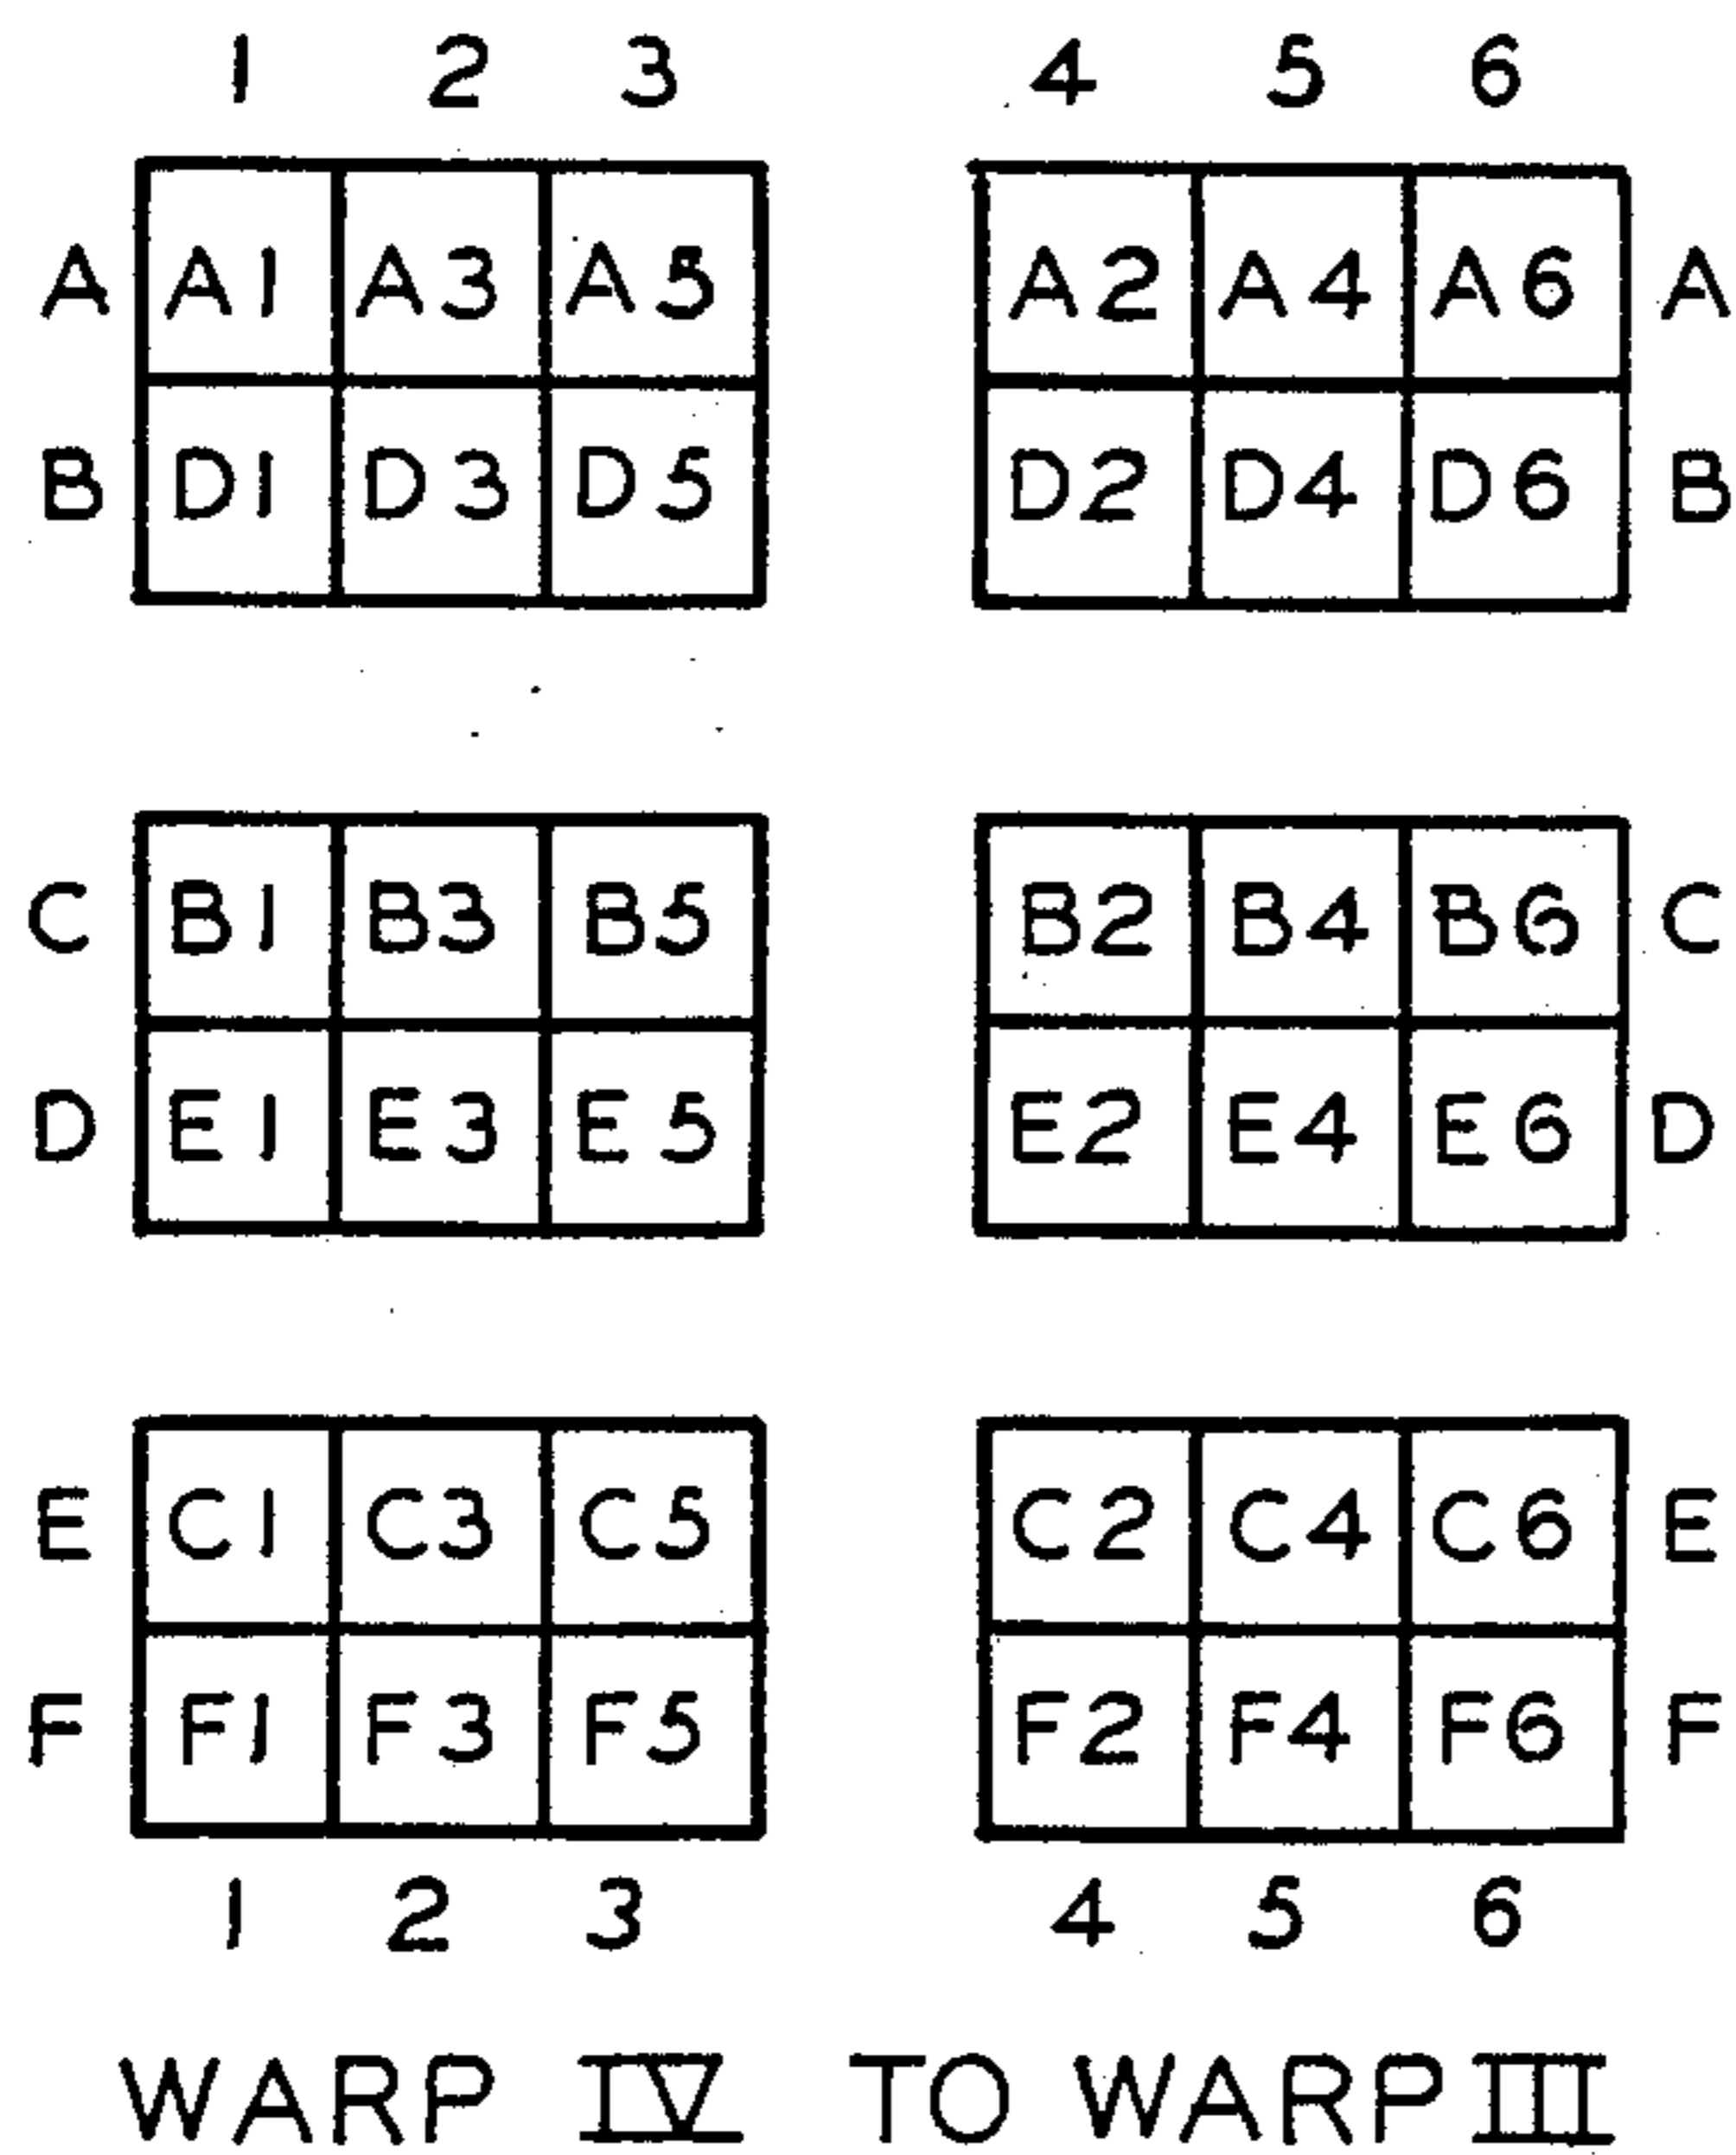 1 2 3 4 5 6
A A1 A3 A5 A2 A4 A6 A
B D1 D3 D5 D2 D4 D6 B
C B1 B3 B5 B2 B4 B6 C
D E1 E3 E5 E2 E4 E6 D
E C1 C3 C5 C2 C4 C6 E
F F1 F3 F5 F2 F4 F6 F
1 2 3 4 5 6
WARP IV TO WARP III